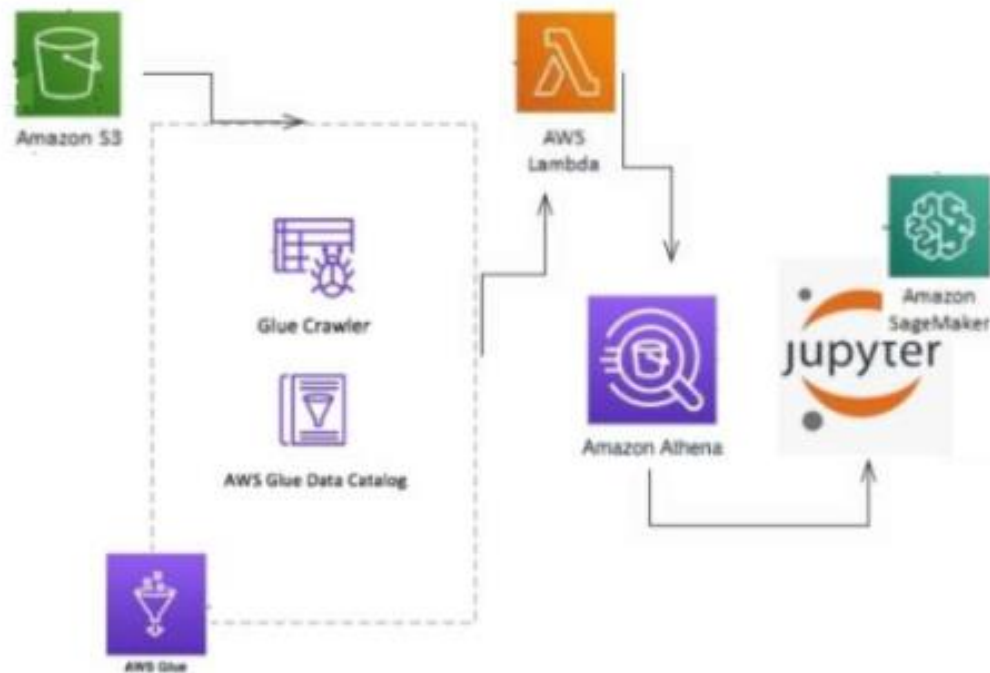 Amazon S3
AWS
Lambda
Glue Crawler
AWS Glue Data Catalog
AWS Glue
Amazon Athena
Amazon
SageMaker
jupyter